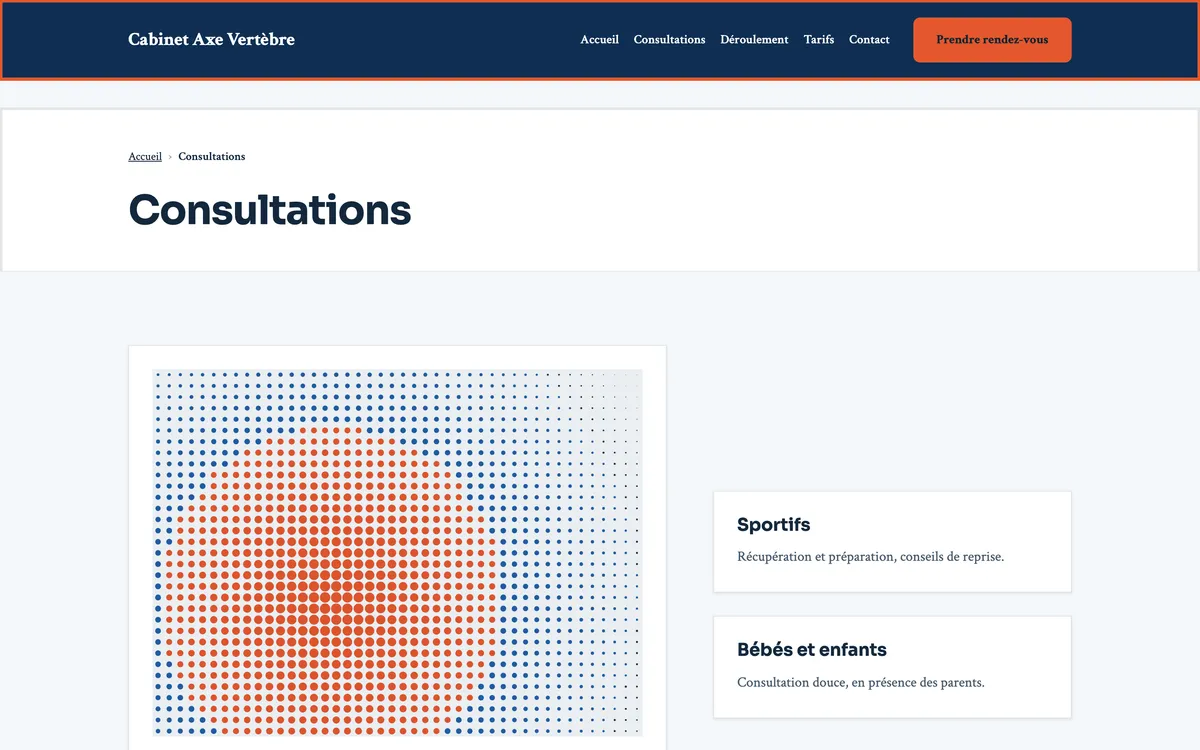 Cabinet Axe Vertèbre
Accueil Consultations Déroulement Tarifs Contact Prendre rendez-vous
Accueil › Consultations
Consultations
Sportifs
Récupération et préparation, conseils de reprise.
Bébés et enfants
Consultation douce, en présence des parents.